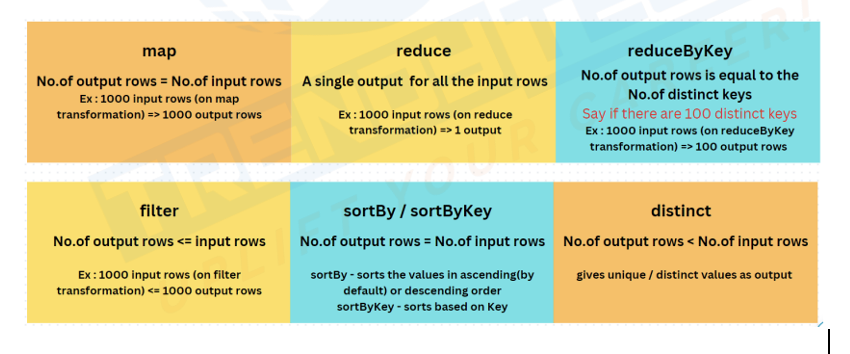 map
No.of output rows = No.of input rows
Ex : 1000 input rows (on map
transformation) => 1000 output rows
reduce
A single output for all the input rows
Ex : 1000 input rows (on reduce
transformation) => 1 output
reduceByKey
No.of output rows is equal to the
No.of distinct keys
Say if there are 100 distinct keys
Ex : 1000 input rows (on reduceByKey
transformation) => 100 output rows
filter
No.of output rows <= input rows
Ex : 1000 input rows (on filter
transformation) <= 1000 output rows
sortBy / sortByKey
No.of output rows = No.of input rows
sortBy - sorts the values in ascending(by
default) or descending order
sortByKey - sorts based on Key
distinct
No.of output rows < No.of input rows
gives unique / distinct values as output